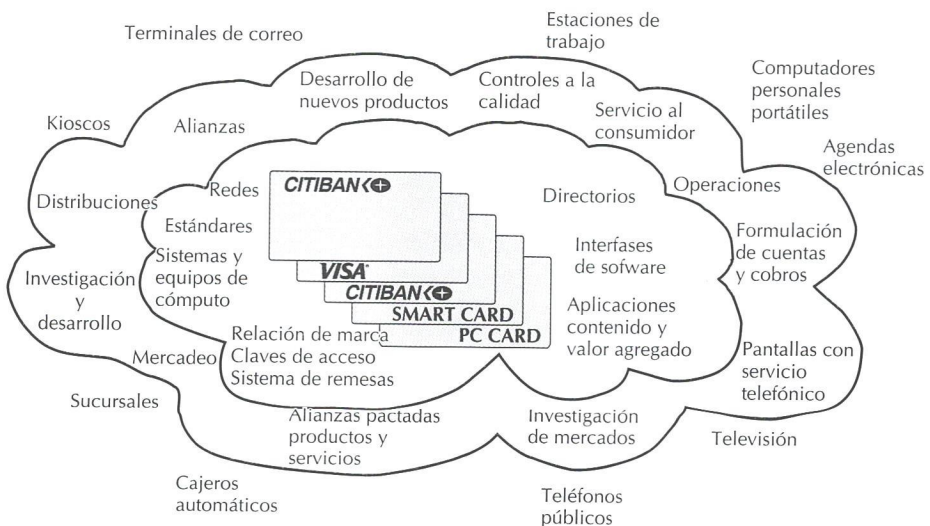 Terminales de correo
Estaciones de
trabajo
Computadores
personales
portátiles
Agendas
electrónicas
Kioscos
Alianzas
Desarrollo de
nuevos productos
Controles a la
calidad
Servicio al
consumidor
Operaciones
Distribuciones
Redes
Estándares
Sistemas y
equipos de
cómputo
CITIBANK
VISA
CITIBANK
SMART CARD
PC CARD
Directorios
Interfases
de sofware
Aplicaciones
contenido y
valor agregado
Formulación
de cuentas
y cobros
Investigación
y
desarrollo
Mercadeo
Relación de marca
Claves de acceso
Sistema de remesas
Pantallas con
servicio
telefónico
Sucursales
Alianzas pactadas
productos y
servicios
Investigación
de mercados
Televisión
Cajeros
automáticos
Teléfonos
públicos